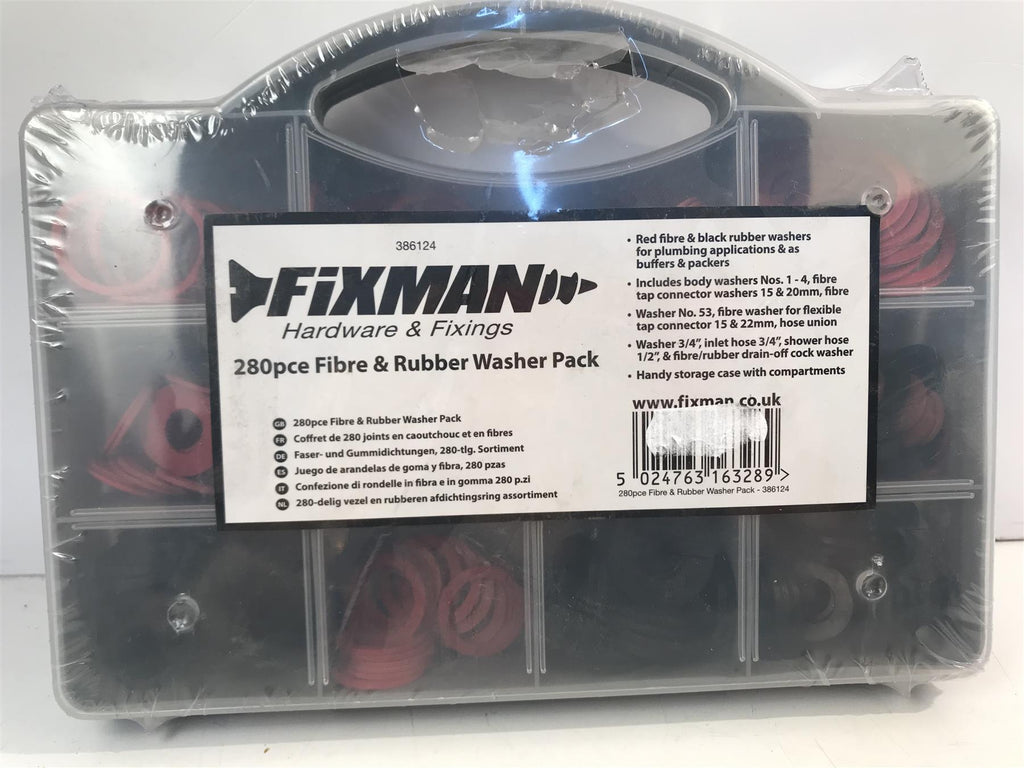 386124
FiXMAN
Hardware & Fixings
280pce Fibre & Rubber Washer Pack
GB 280pce Fibre & Rubber Washer Pack
FR Coffret de 280 joints en caoutchouc et en fibres
DE Faser- und Gummidichtungen, 280-tlg. Sortiment
ES Juego de arandelas de goma y fibra, 280 pzas
IT Confezione di rondelle in fibra e in gomma 280 p.zi
NL 280-delig vezel en rubberen afdichtingsring assortiment
• Red fibre & black rubber washers
for plumbing applications & as
buffers & packers
• Includes body washers Nos. 1 - 4, fibre
tap connector washers 15 & 20mm, fibre
• Washer No. 53, fibre washer for flexible
tap connector 15 & 22mm, hose union
• Washer 3/4", inlet hose 3/4", shower hose
1/2", & fibre/rubber drain-off cock washer
• Handy storage case with compartments
www.fixman.co.uk
5 024763 163289 >
280pce Fibre & Rubber Washer Pack - 386124